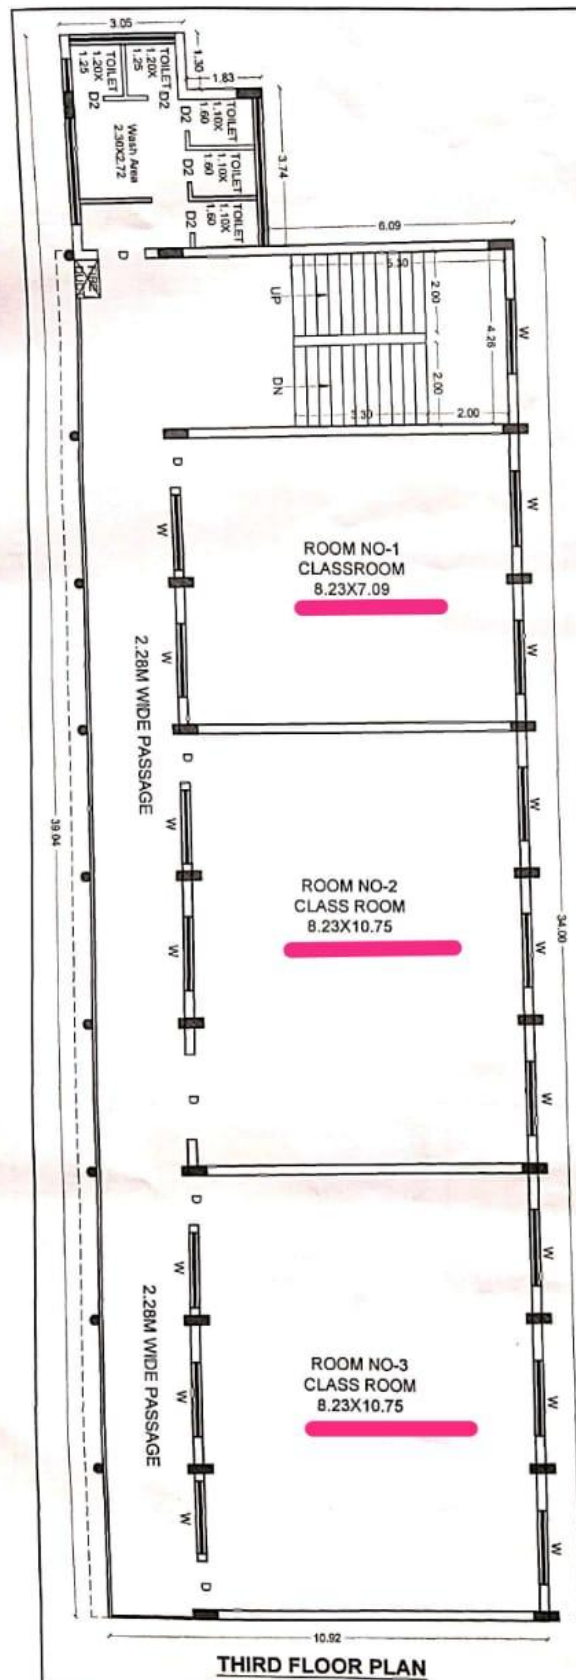 3.05
1.30
1.83
TOILET
1.20X
1.25
D2
TOILET
1.20X
1.25
D2
TOILET
1.10X
1.60
D2
TOILET
1.10X
1.60
D2
TOILET
1.10X
1.60
D2
Wash Area
2.30X2.72
3.74
6.09
D
FIRE
DUCT
5.30
UP
2.00
4.26
W
DN
2.00
3.30
2.00
D
W
W
ROOM NO-1
CLASSROOM
8.23X7.09
W
W
2.28M WIDE PASSAGE
D
W
W
39.04
ROOM NO-2
CLASS ROOM
8.23X10.75
34.00
W
W
D
W
D
W
W
2.28M WIDE PASSAGE
ROOM NO-3
CLASS ROOM
8.23X10.75
W
W
W
W
D
10.92
THIRD FLOOR PLAN